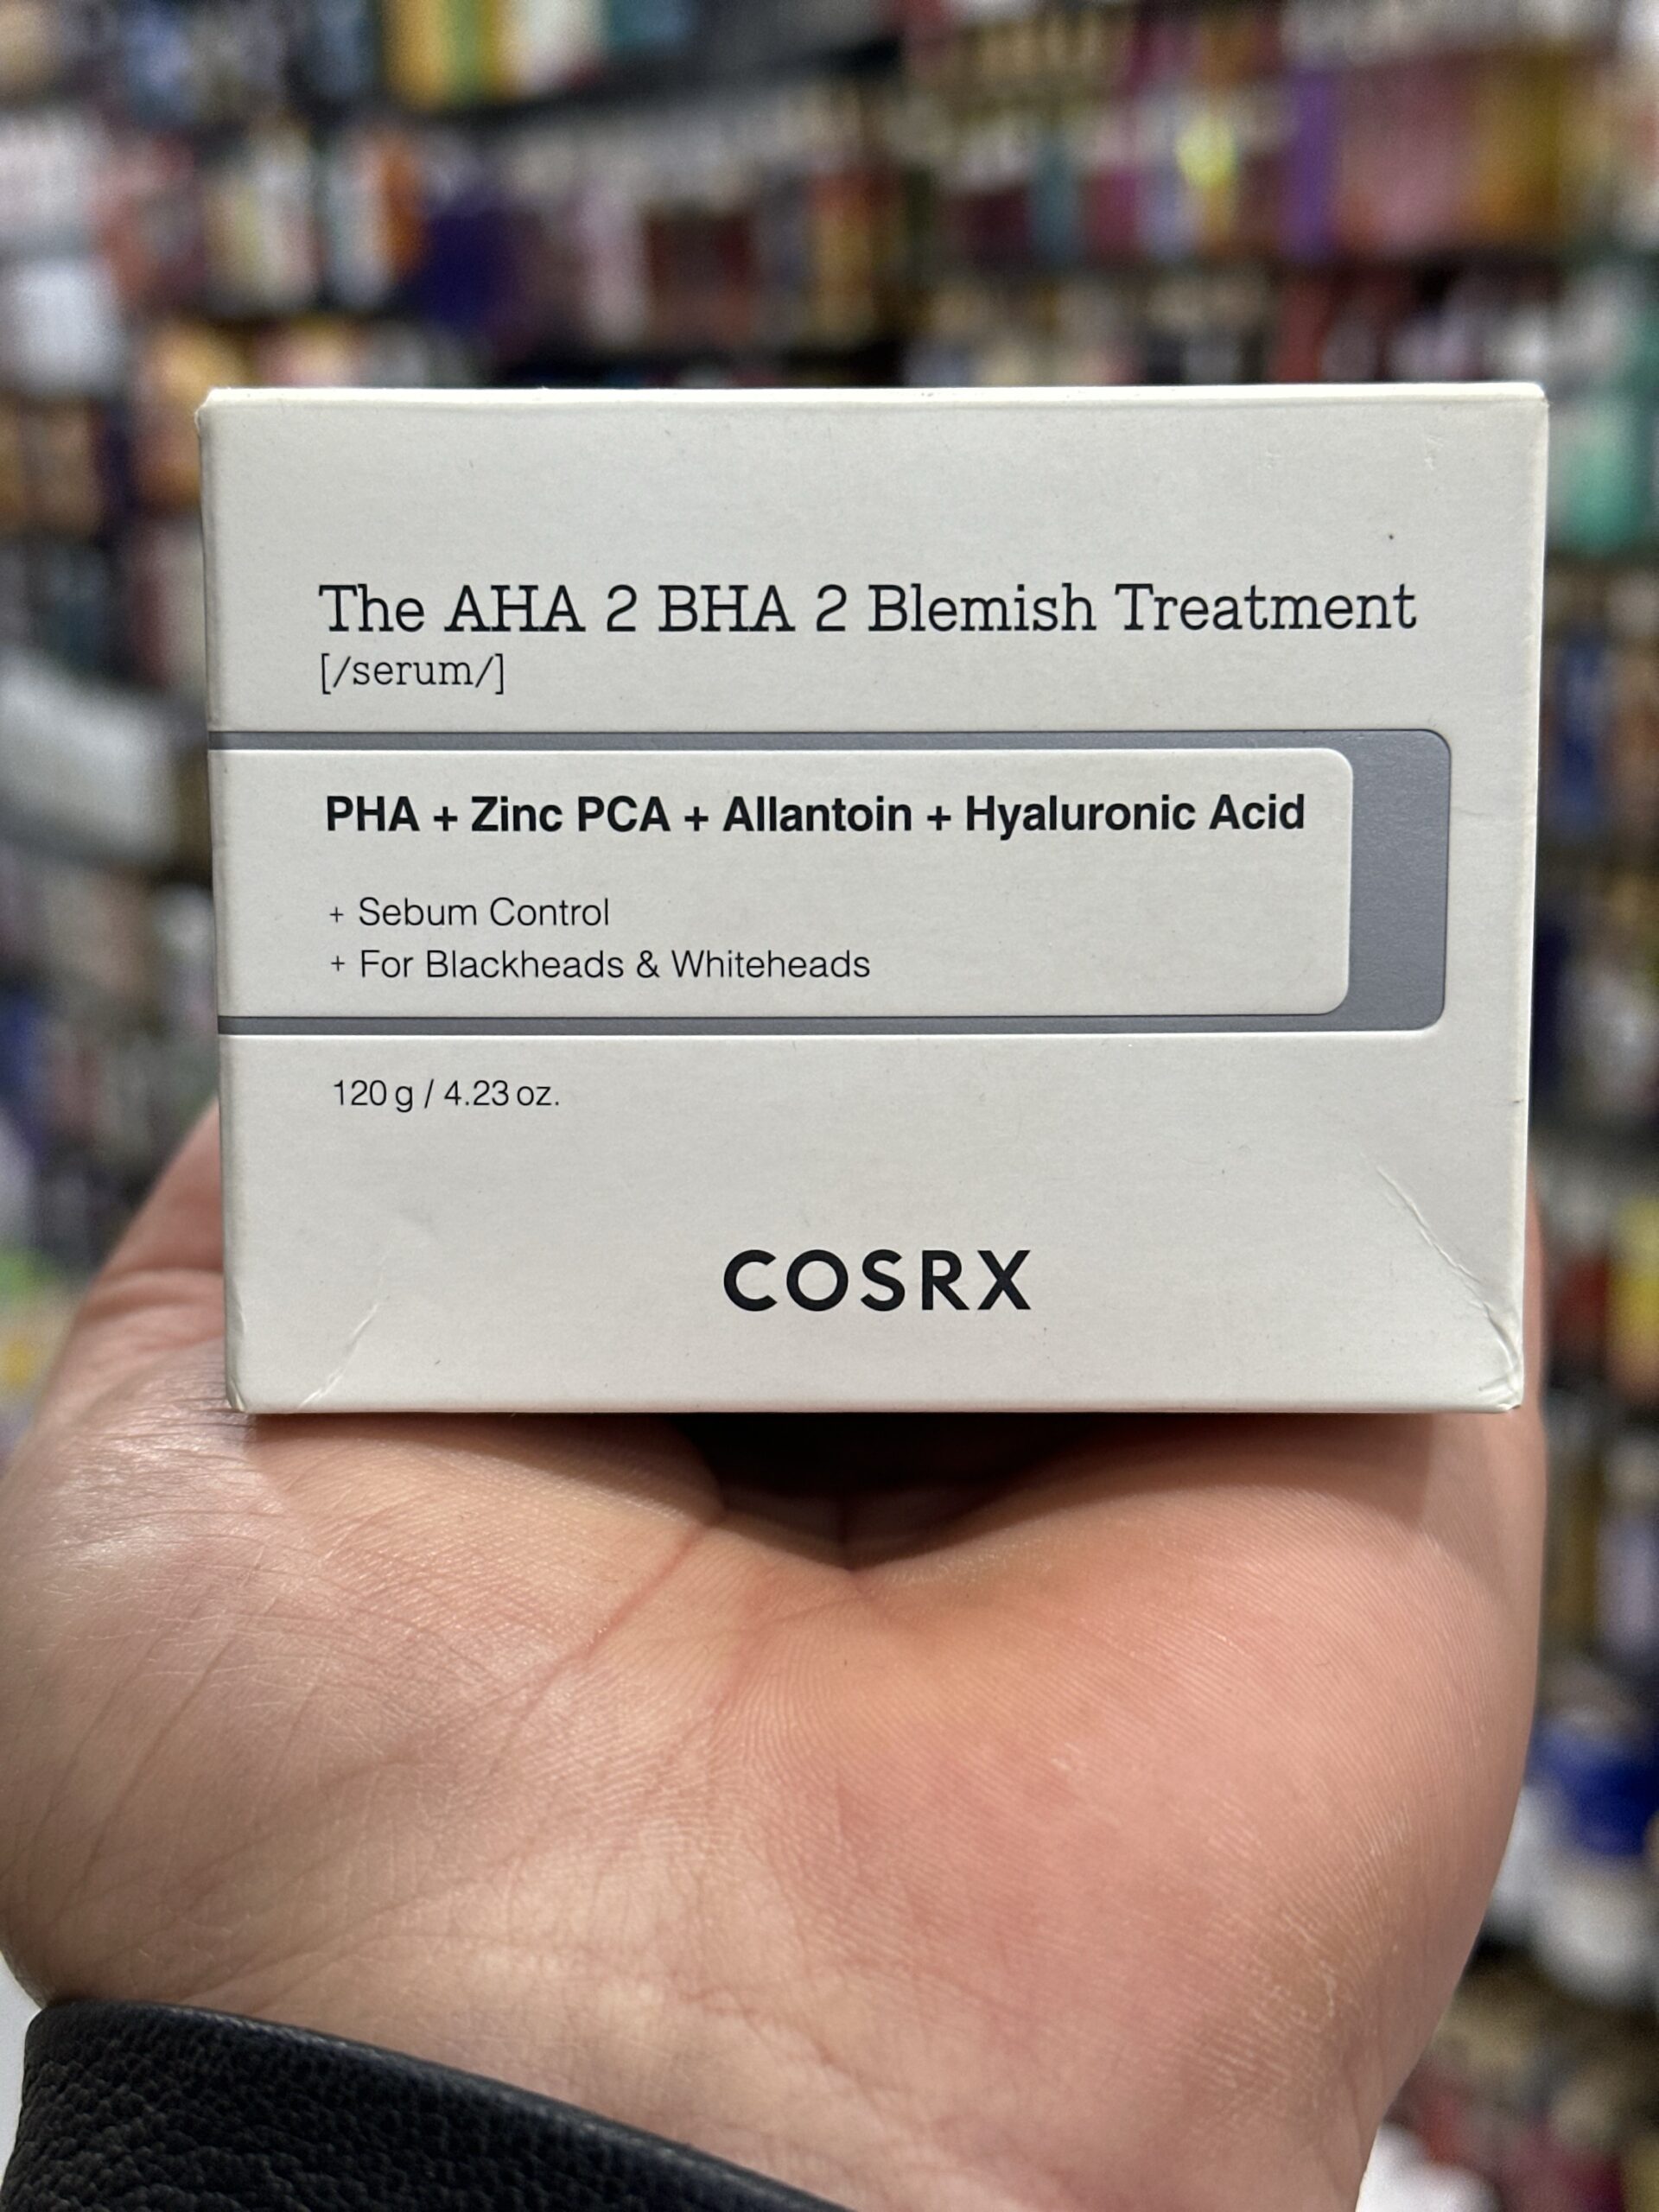 The AHA 2 BHA 2 Blemish Treatment
[/serum/]
PHA + Zinc PCA + Allantoin + Hyaluronic Acid
+ Sebum Control
+ For Blackheads & Whiteheads
120 g / 4.23 oz.
COSRX